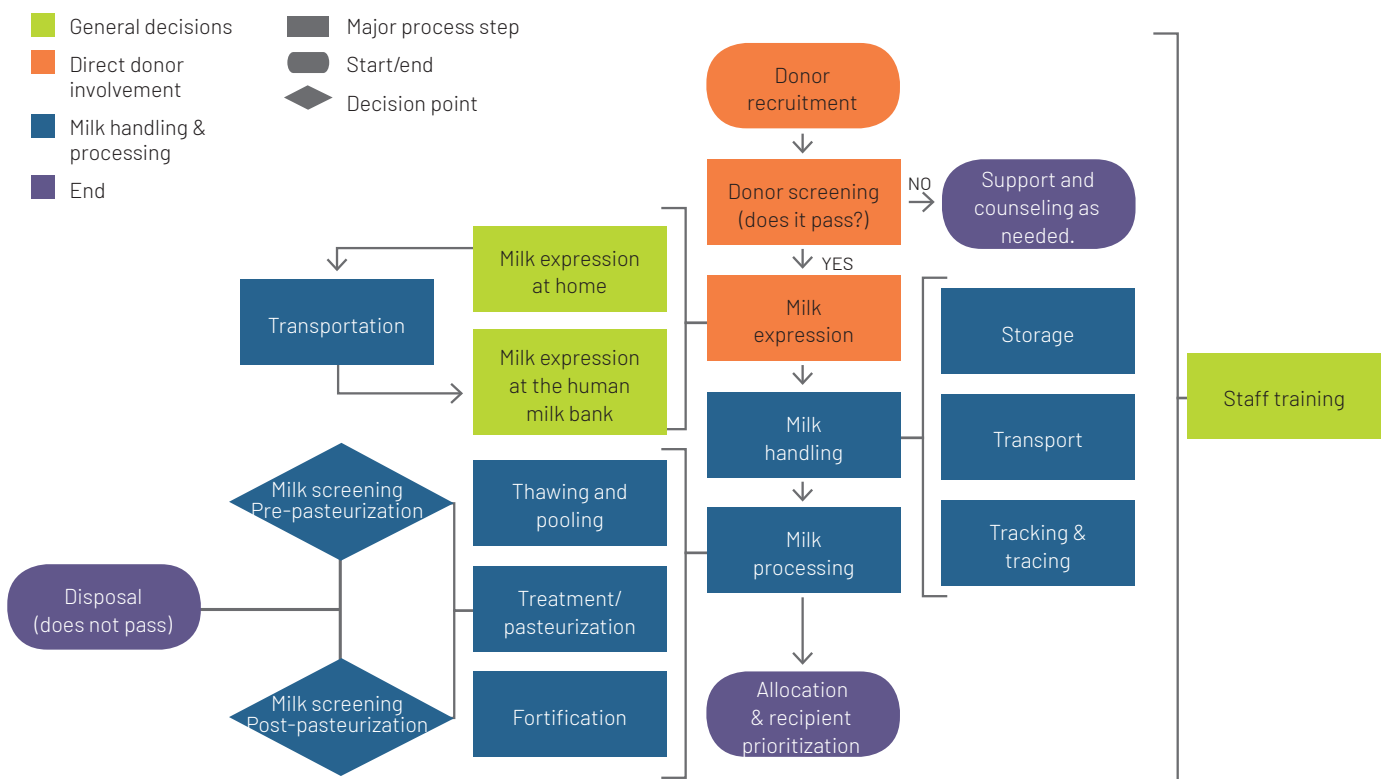 General decisions
Direct donor
involvement
Milk handling &
processing
End
Major process step
Start/end
Decision point
Donor
recruitment
Donor screening
(does it pass?)
NO
Support and
counseling as
needed.
YES
Milk expression
at home
Transportation
Milk expression
at the human
milk bank
Milk
expression
Storage
Milk
handling
Transport
Tracking &
tracing
Staff training
Milk screening
Pre-pasteurization
Thawing and
pooling
Milk
processing
Disposal
(does not pass)
Treatment/
pasteurization
Milk screening
Post-pasteurization
Fortification
Allocation
& recipient
prioritization